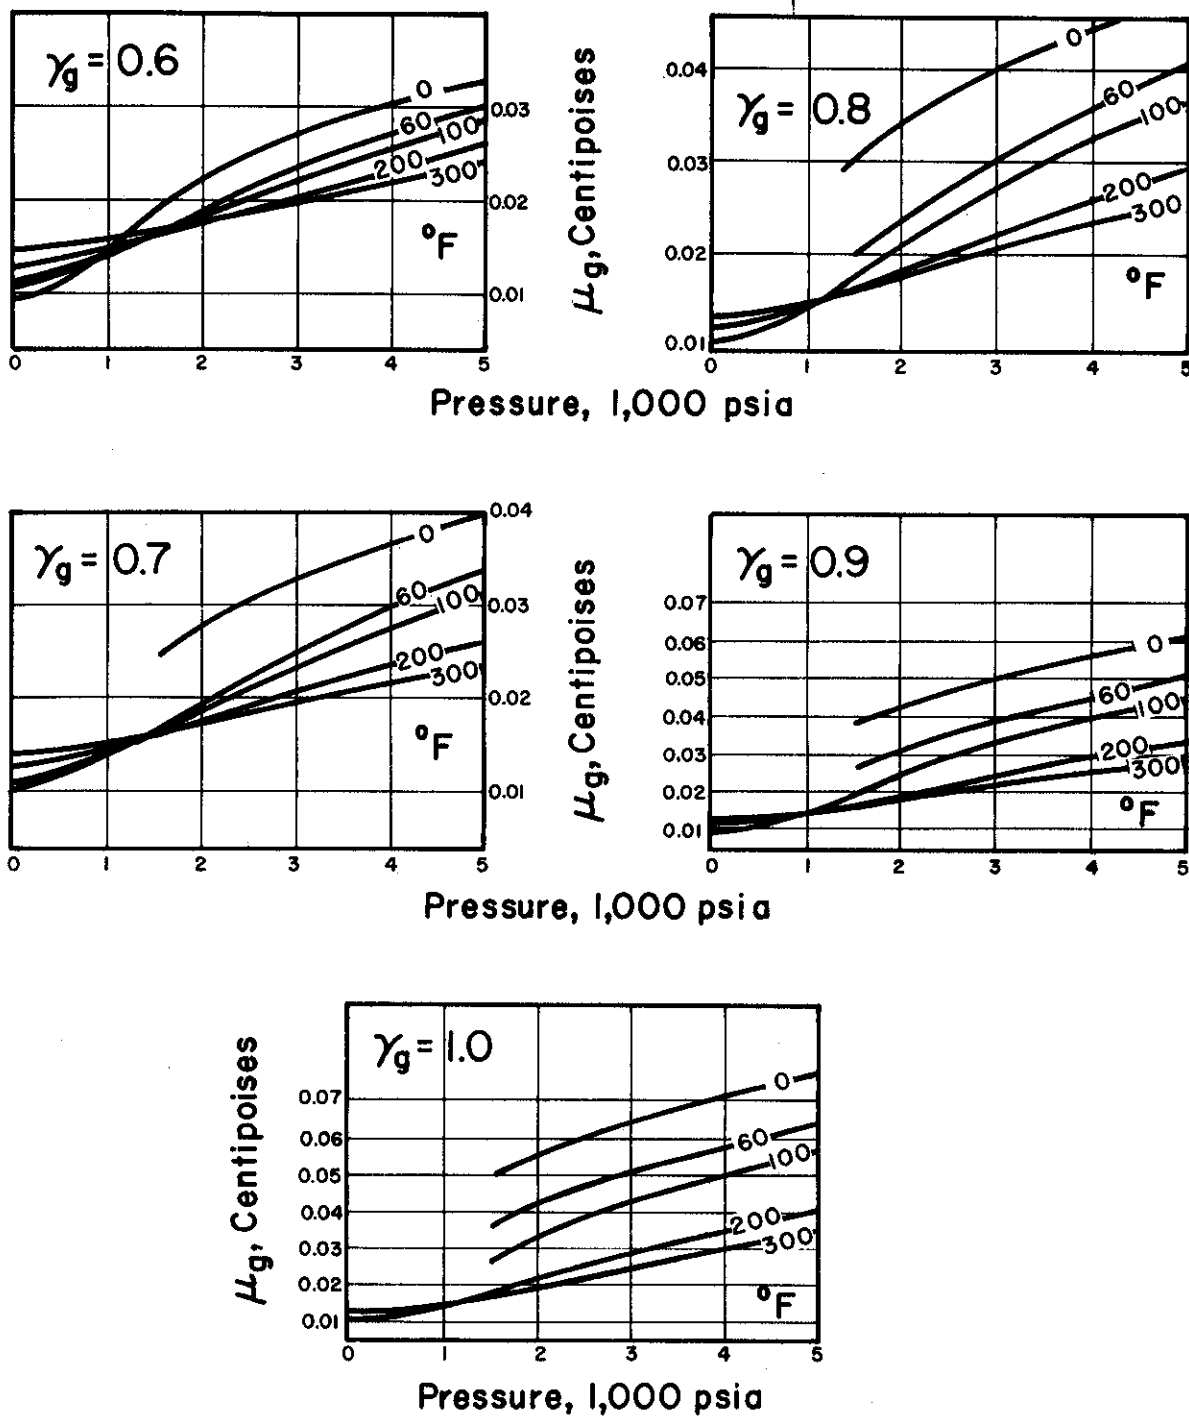 γg = 0.6
0
60
100
200
300
°F
0.03
0.02
0.01
0 1 2 3 4 5
μg, Centipoises
γg = 0.8
0
60
100
200
300
°F
0.04
0.03
0.02
0.01
0 1 2 3 4 5
Pressure, 1,000 psia
γg = 0.7
0
60
100
200
300
°F
0.04
0.03
0.02
0.01
0 1 2 3 4 5
μg, Centipoises
γg = 0.9
0
60
100
200
300
°F
0.07
0.06
0.05
0.04
0.03
0.02
0.01
0 1 2 3 4 5
Pressure, 1,000 psia
μg, Centipoises
γg = 1.0
0
60
100
200
300
°F
0.07
0.06
0.05
0.04
0.03
0.02
0.01
0 1 2 3 4 5
Pressure, 1,000 psia